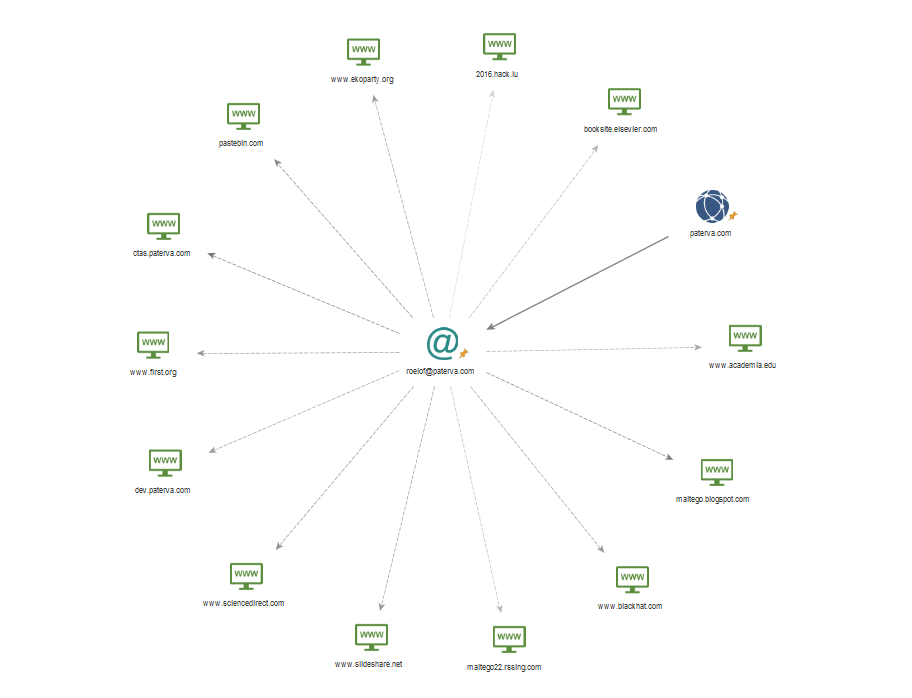 WWW
2016.hack.lu
WWW
www.ekoparty.org
WWW
booksite.elsevier.com
WWW
pastebin.com
paterva.com
WWW
ctas.paterva.com
@
roelof@paterva.com
WWW
www.academia.edu
WWW
www.first.org
WWW
dev.paterva.com
WWW
maltego.blogspot.com
WWW
www.sciencedirect.com
WWW
www.blackhat.com
WWW
www.slideshare.net
WWW
maltego22.rssing.com